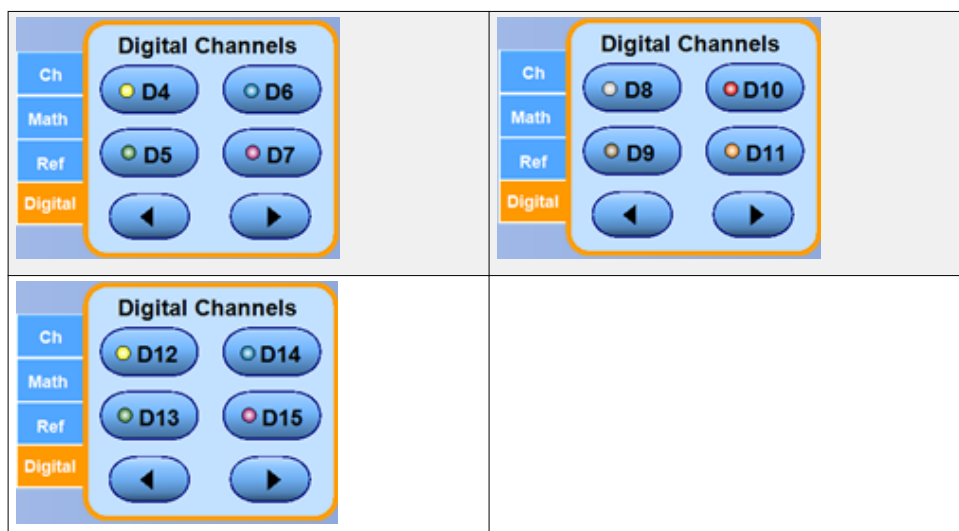 Digital Channels
Ch
D4 D6
Math
Ref
D5 D7
Digital
Digital Channels
Ch
D8 D10
Math
Ref
D9 D11
Digital
Digital Channels
Ch
D12 D14
Math
Ref
D13 D15
Digital